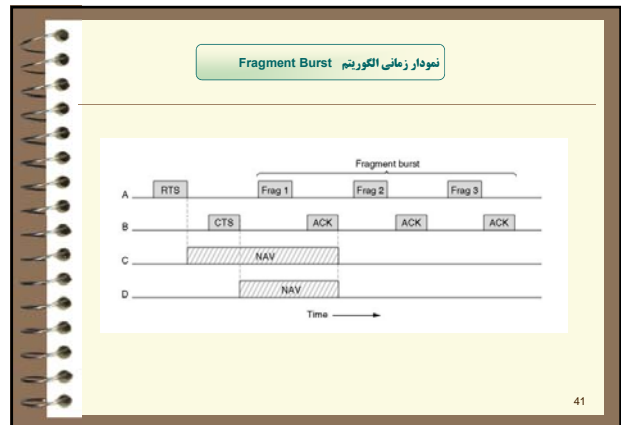 نمودار زمانی الگوریتم Fragment Burst
Fragment burst
A RTS Frag 1 Frag 2 Frag 3
B CTS ACK ACK ACK
C NAV
D NAV
Time
41